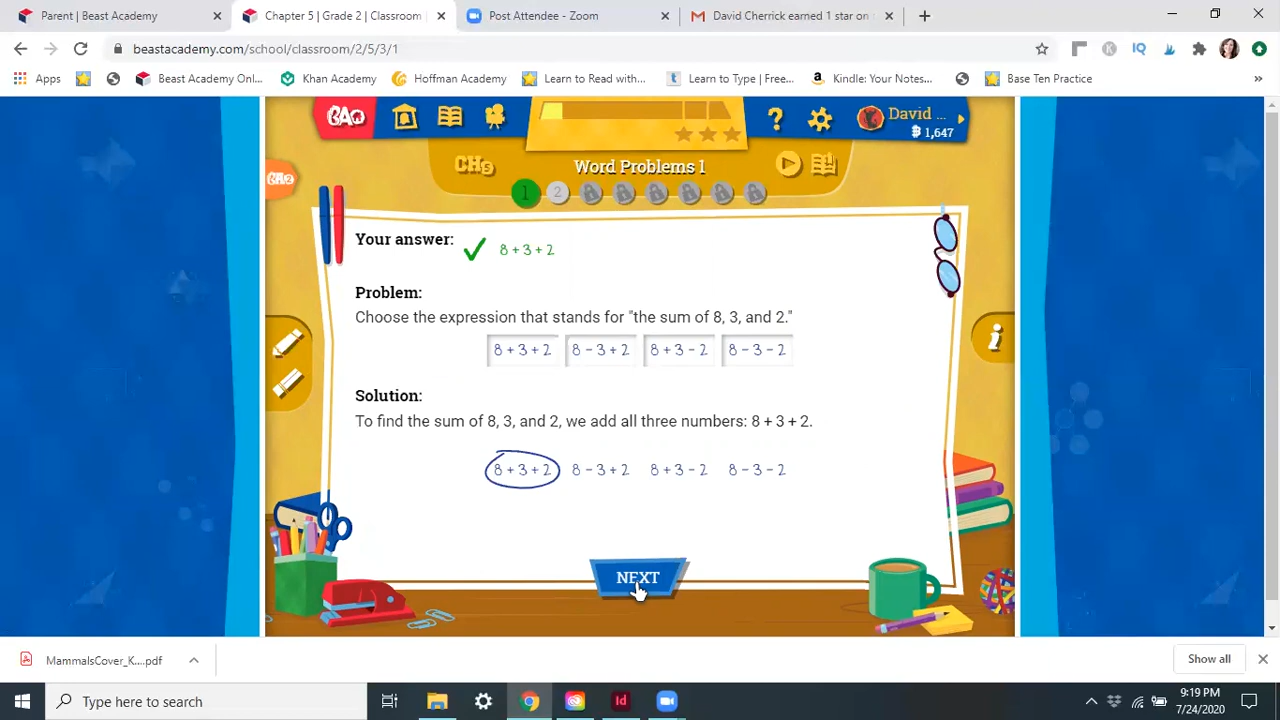 Parent | Beast Academy
Chapter 5 | Grade 2 | Classroom
Post Attendee - Zoom
David Cherrick earned 1 star on
beastacademy.com/school/classroom/2/5/3/1
Apps
Beast Academy Onl...
Khan Academy
Hoffman Academy
Learn to Read with...
Learn to Type | Free...
Kindle: Your Notes...
Base Ten Practice
BAO
David ...
1,647
CH5
Word Problems 1
BA2
1 2
Your answer: 8 + 3 + 2
Problem:
Choose the expression that stands for "the sum of 8, 3, and 2."
8 + 3 + 2 8 − 3 + 2 8 + 3 − 2 8 − 3 − 2
Solution:
To find the sum of 8, 3, and 2, we add all three numbers: 8 + 3 + 2.
8 + 3 + 2 8 − 3 + 2 8 + 3 − 2 8 − 3 − 2
NEXT
MammalsCover_K....pdf
Show all
Type here to search
9:19 PM
7/24/2020